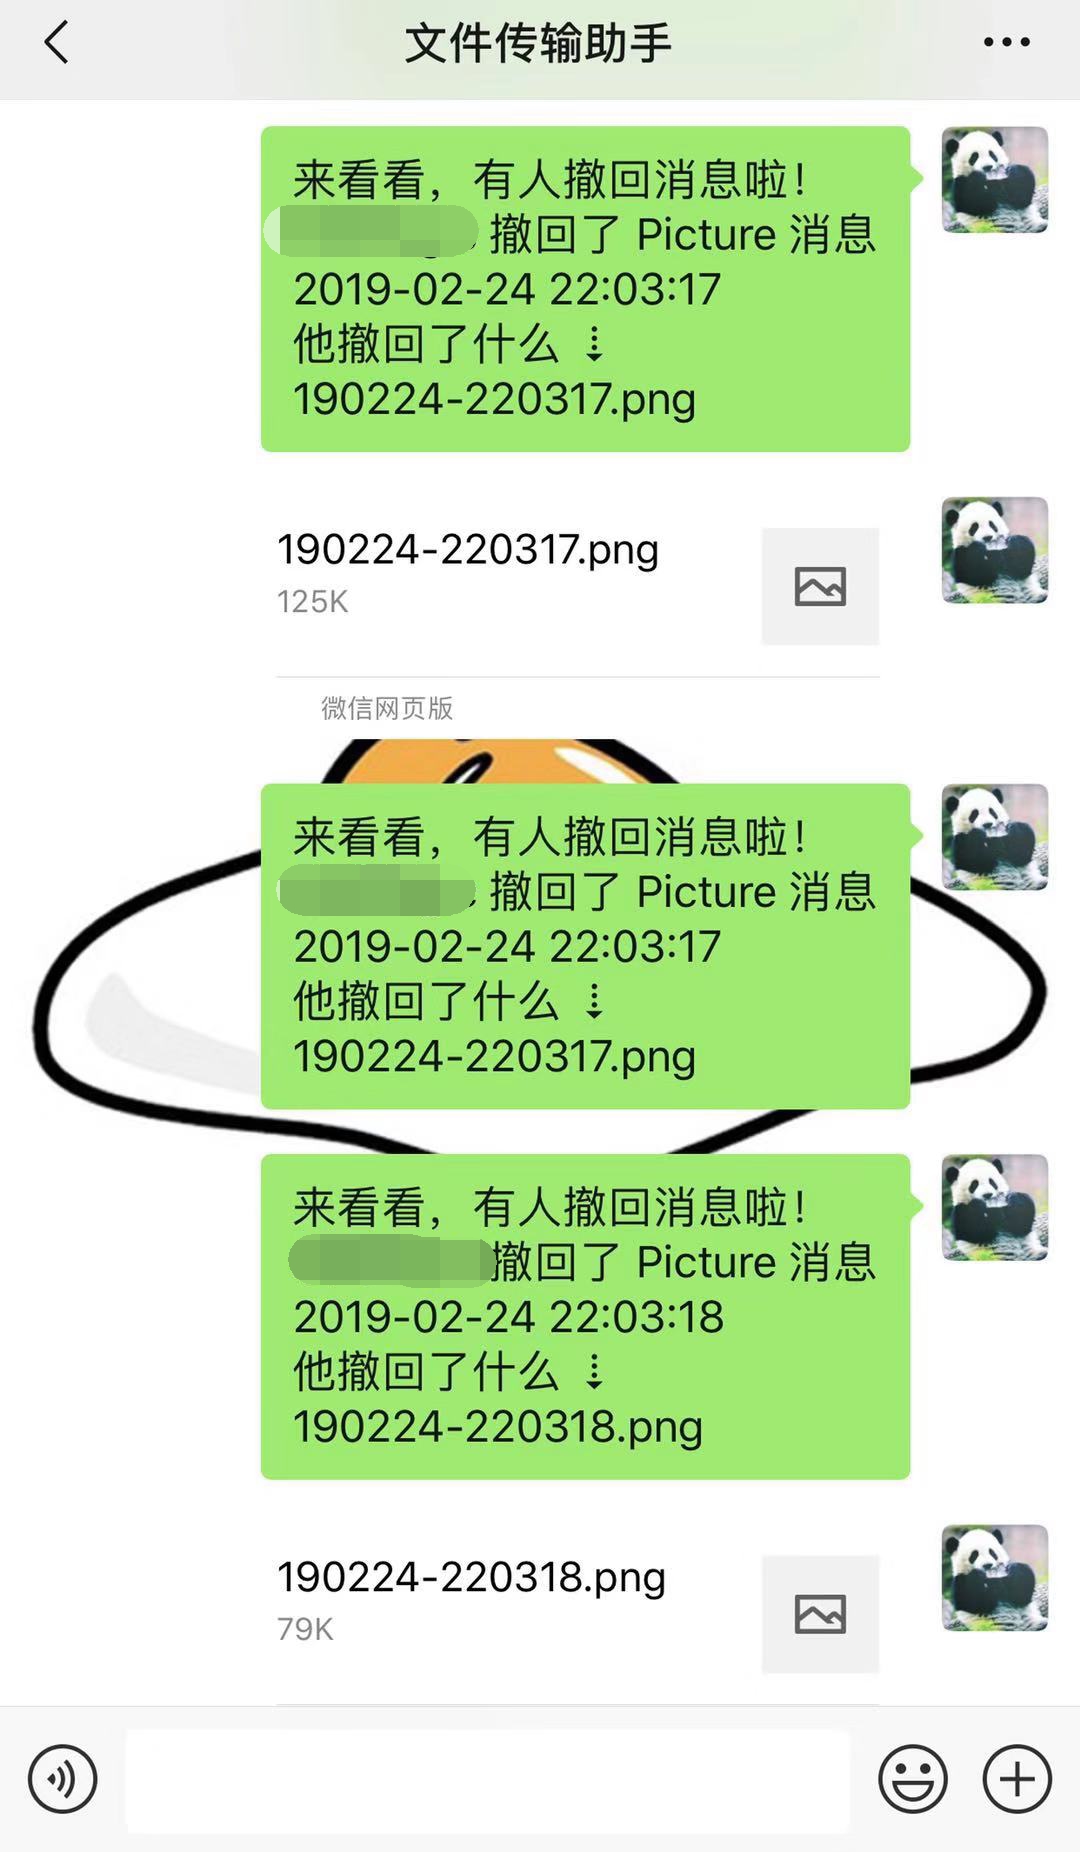 文件传输助手
来看看，有人撤回消息啦！
撤回了 Picture 消息
2019-02-24 22:03:17
他撤回了什么 ⇣
190224-220317.png
190224-220317.png
125K
微信网页版
来看看，有人撤回消息啦！
撤回了 Picture 消息
2019-02-24 22:03:17
他撤回了什么 ⇣
190224-220317.png
来看看，有人撤回消息啦！
撤回了 Picture 消息
2019-02-24 22:03:18
他撤回了什么 ⇣
190224-220318.png
190224-220318.png
79K